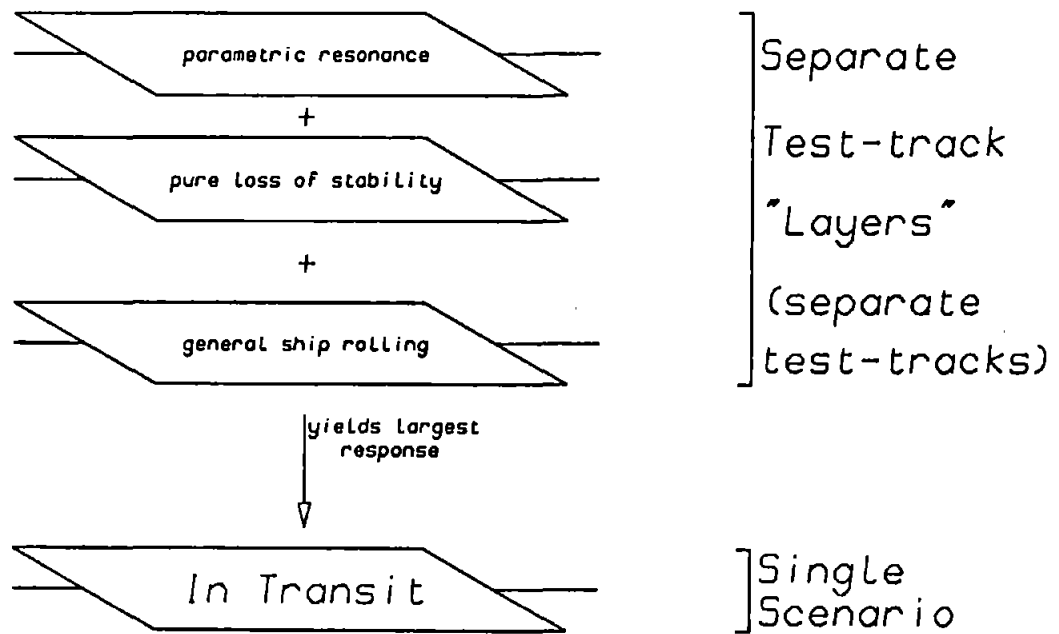 parametric resonance
+
pure loss of stability
+
general ship rolling
yields largest
response
In Transit
Separate
Test-track
"Layers"
(separate
test-tracks)
Single
Scenario